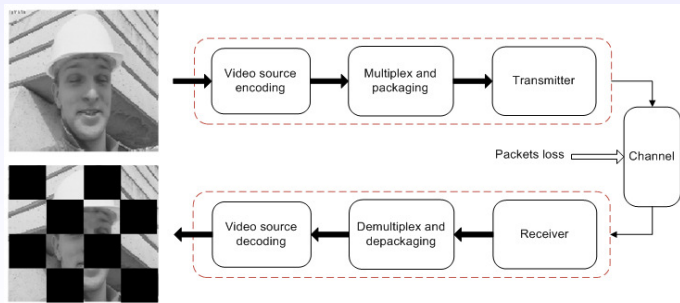 Video source
encoding
Multiplex and
packaging
Transmitter
Packets loss
Channel
Video source
decoding
Demultiplex and
depackaging
Receiver